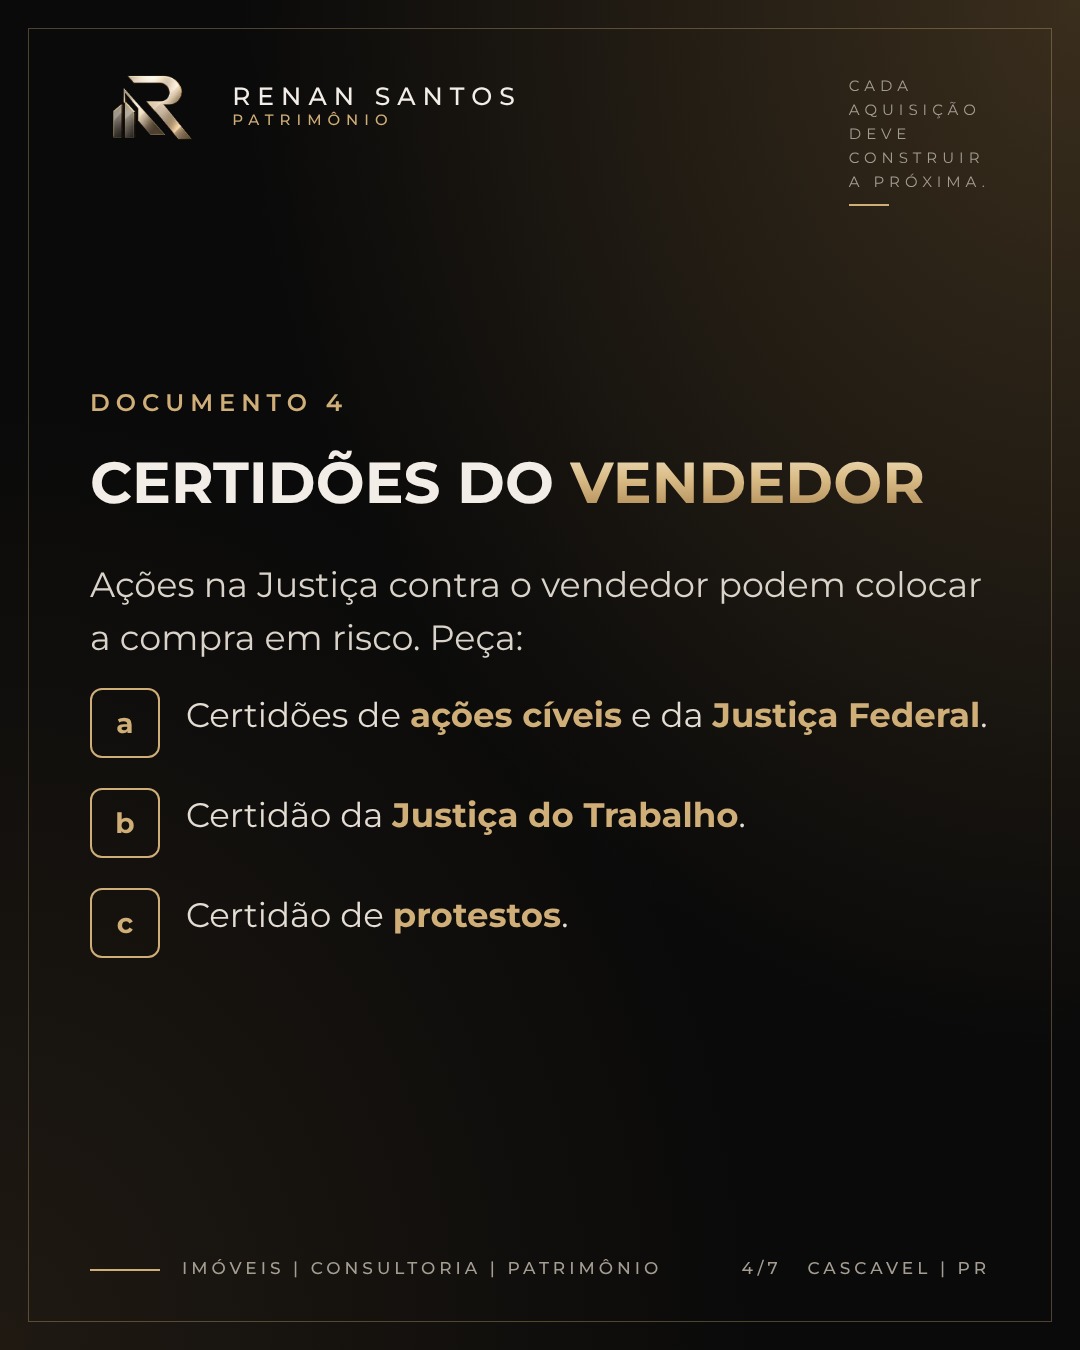 RENAN SANTOS
PATRIMÔNIO
CADA
AQUISIÇÃO
DEVE
CONSTRUIR
A PRÓXIMA.
DOCUMENTO 4
CERTIDÕES DO VENDEDOR
Ações na Justiça contra o vendedor podem colocar
a compra em risco. Peça:
a Certidões de ações cíveis e da Justiça Federal.
b Certidão da Justiça do Trabalho.
c Certidão de protestos.
IMÓVEIS | CONSULTORIA | PATRIMÔNIO 4/7 CASCAVEL | PR